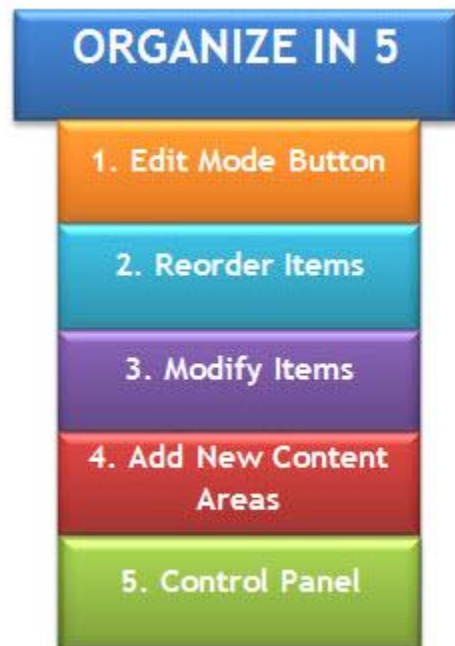 ORGANIZE IN 5
1. Edit Mode Button
2. Reorder Items
3. Modify Items
4. Add New Content
Areas
5. Control Panel